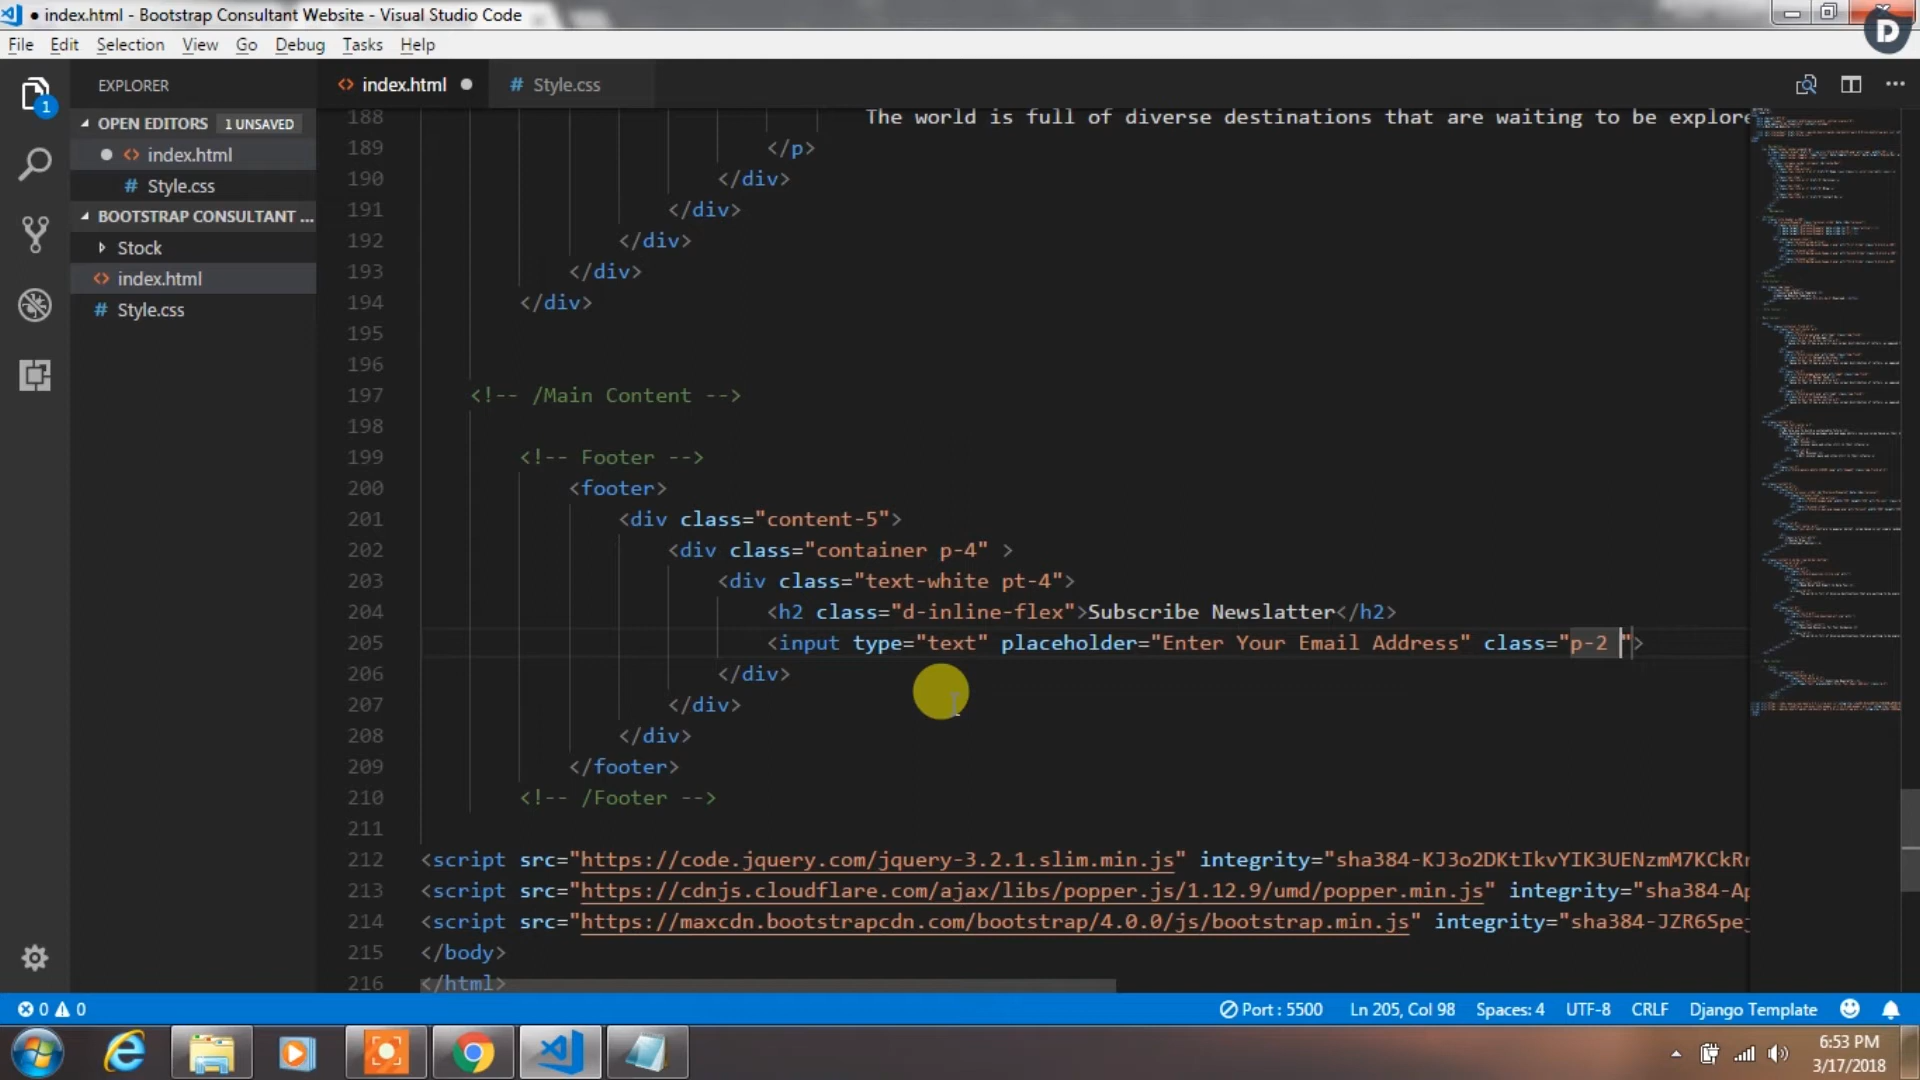 index.html - Bootstrap Consultant Website - Visual Studio Code
D
File Edit Selection View Go Debug Tasks Help
EXPLORER
index.html
# Style.css
OPEN EDITORS 1 UNSAVED
index.html
# Style.css
BOOTSTRAP CONSULTANT ...
Stock
index.html
# Style.css
1
188 The world is full of diverse destinations that are waiting to be explore
189 </p>
190 </div>
191 </div>
192 </div>
193 </div>
194 </div>
195
196
197 <!-- /Main Content -->
198
199 <!-- Footer -->
200 <footer>
201 <div class="content-5">
202 <div class="container p-4" >
203 <div class="text-white pt-4">
204 <h2 class="d-inline-flex">Subscribe Newslatter</h2>
205 <input type="text" placeholder="Enter Your Email Address" class="p-2 ">
206 </div>
207 </div>
208 </div>
209 </footer>
210 <!-- /Footer -->
211
212 <script src="https://code.jquery.com/jquery-3.2.1.slim.min.js" integrity="sha384-KJ3o2DKtIkvYIK3UENzmM7KCkRr
213 <script src="https://cdnjs.cloudflare.com/ajax/libs/popper.js/1.12.9/umd/popper.min.js" integrity="sha384-Ap
214 <script src="https://maxcdn.bootstrapcdn.com/bootstrap/4.0.0/js/bootstrap.min.js" integrity="sha384-JZR6Spej
215 </body>
216 </html>
0 0 Port : 5500 Ln 205, Col 98 Spaces: 4 UTF-8 CRLF Django Template
6:53 PM
3/17/2018